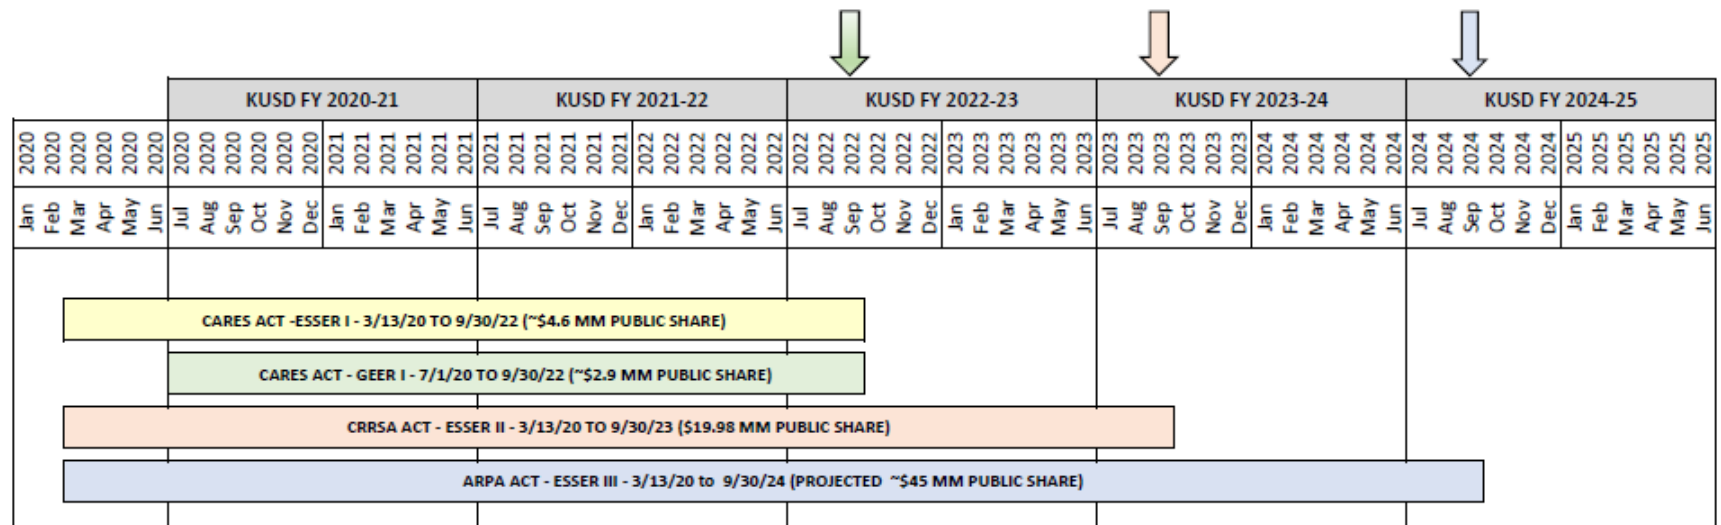 KUSD FY 2020-21 KUSD FY 2021-22 KUSD FY 2022-23 KUSD FY 2023-24 KUSD FY 2024-25
2020 2020 2020 2020 2020 2020 2020 2020 2020 2020 2020 2020 2021 2021 2021 2021 2021 2021 2021 2021 2021 2021 2021 2021 2022 2022 2022 2022 2022 2022 2022 2022 2022 2022 2022 2022 2023 2023 2023 2023 2023 2023 2023 2023 2023 2023 2023 2023 2024 2024 2024 2024 2024 2024 2024 2024 2024 2024 2024 2024 2025 2025 2025 2025 2025 2025
Jan Feb Mar Apr May Jun Jul Aug Sep Oct Nov Dec Jan Feb Mar Apr May Jun Jul Aug Sep Oct Nov Dec Jan Feb Mar Apr May Jun Jul Aug Sep Oct Nov Dec Jan Feb Mar Apr May Jun Jul Aug Sep Oct Nov Dec Jan Feb Mar Apr May Jun Jul Aug Sep Oct Nov Dec Jan Feb Mar Apr May Jun
CARES ACT -ESSER I - 3/13/20 TO 9/30/22 (~$4.6 MM PUBLIC SHARE)
CARES ACT - GEER I - 7/1/20 TO 9/30/22 (~$2.9 MM PUBLIC SHARE)
CRRSA ACT - ESSER II - 3/13/20 TO 9/30/23 ($19.98 MM PUBLIC SHARE)
ARPA ACT - ESSER III - 3/13/20 to 9/30/24 (PROJECTED ~$45 MM PUBLIC SHARE)